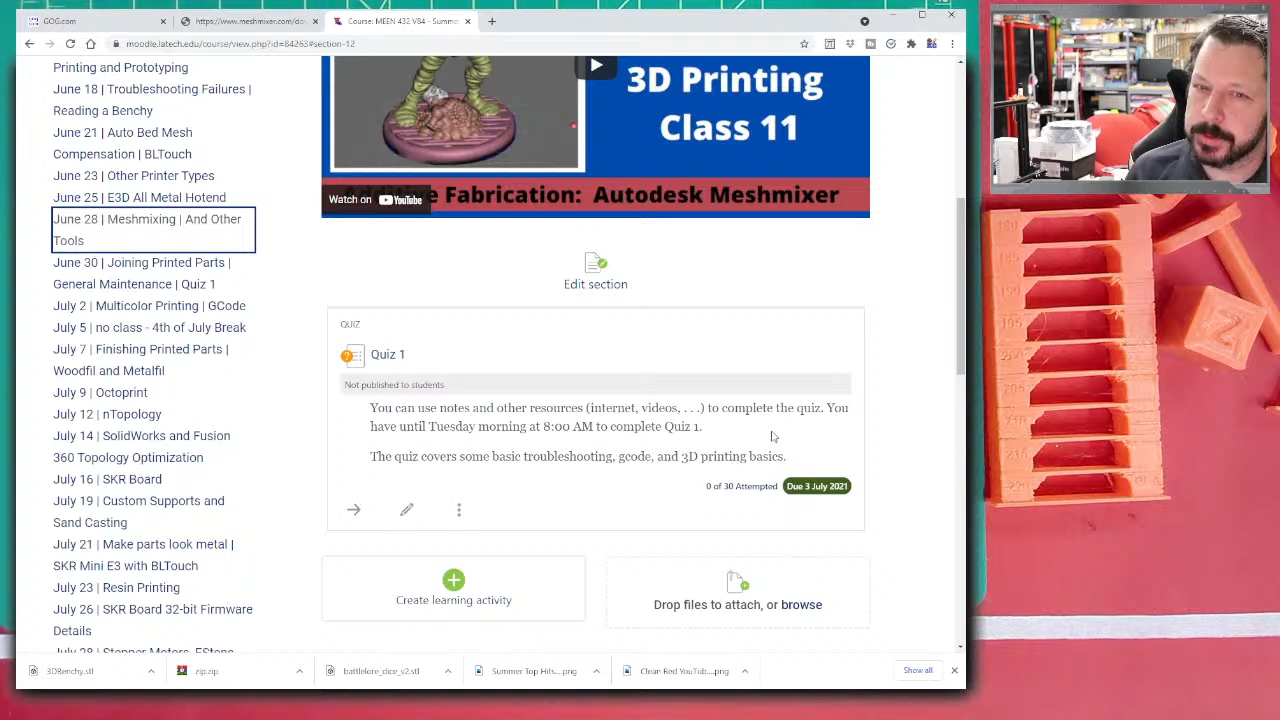 GOG.com
https://www.meshmixer.com/do
Course: MEEN 432 V84 - Summe
moodle.latech.edu/course/view.php?id=84263#section-12
Printing and Prototyping
June 18 | Troubleshooting Failures |
Reading a Benchy
June 21 | Auto Bed Mesh
Compensation | BLTouch
June 23 | Other Printer Types
June 25 | E3D All Metal Hotend
June 28 | Meshmixing | And Other
Tools
June 30 | Joining Printed Parts |
General Maintenance | Quiz 1
July 2 | Multicolor Printing | GCode
July 5 | no class - 4th of July Break
July 7 | Finishing Printed Parts |
Woodfil and Metalfil
July 9 | Octoprint
July 12 | nTopology
July 14 | SolidWorks and Fusion
360 Topology Optimization
July 16 | SKR Board
July 19 | Custom Supports and
Sand Casting
July 21 | Make parts look metal |
SKR Mini E3 with BLTouch
July 23 | Resin Printing
July 26 | SKR Board 32-bit Firmware
Details
July 28 | Stepper Motors, EStops
3D Printing
Class 11
Watch on YouTube
Fabrication: Autodesk Meshmixer
Edit section
QUIZ
Quiz 1
Not published to students
You can use notes and other resources (internet, videos, . . .) to complete the quiz. You
have until Tuesday morning at 8:00 AM to complete Quiz 1.
The quiz covers some basic troubleshooting, gcode, and 3D printing basics.
0 of 30 Attempted Due 3 July 2021
Create learning activity
Drop files to attach, or browse
3DBenchy.stl
zip.zip
battlelore_dice_v2.stl
Summer Top Hits....png
Clean Red YouTub....png
Show all
185
195
205
210
215
220
Z